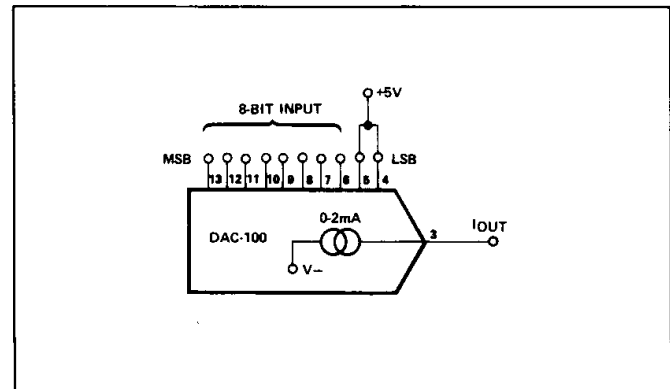 +5V
8-BIT INPUT
MSB
LSB
13 12 11 10 9 8 7 6 5 4
0-2mA
DAC-100
3
IOUT
V–